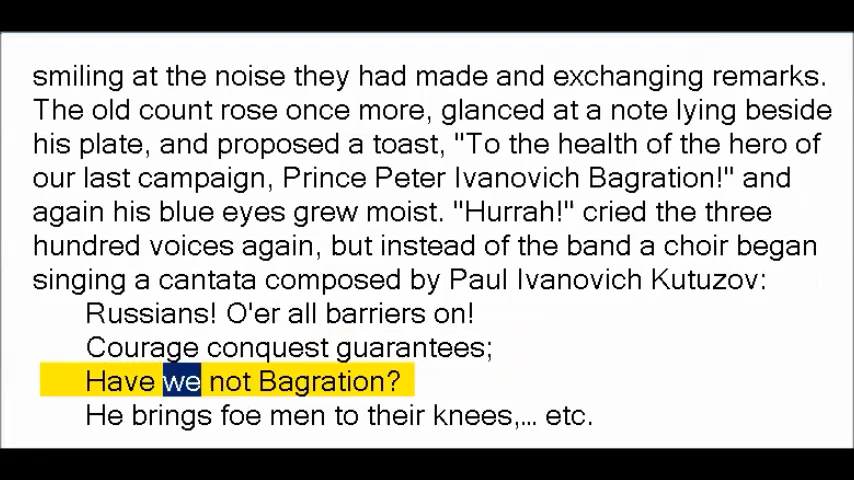 smiling at the noise they had made and exchanging remarks.
The old count rose once more, glanced at a note lying beside
his plate, and proposed a toast, "To the health of the hero of
our last campaign, Prince Peter Ivanovich Bagration!" and
again his blue eyes grew moist. "Hurrah!" cried the three
hundred voices again, but instead of the band a choir began
singing a cantata composed by Paul Ivanovich Kutuzov:
Russians! O'er all barriers on!
Courage conquest guarantees;
Have we not Bagration?
He brings foe men to their knees,... etc.